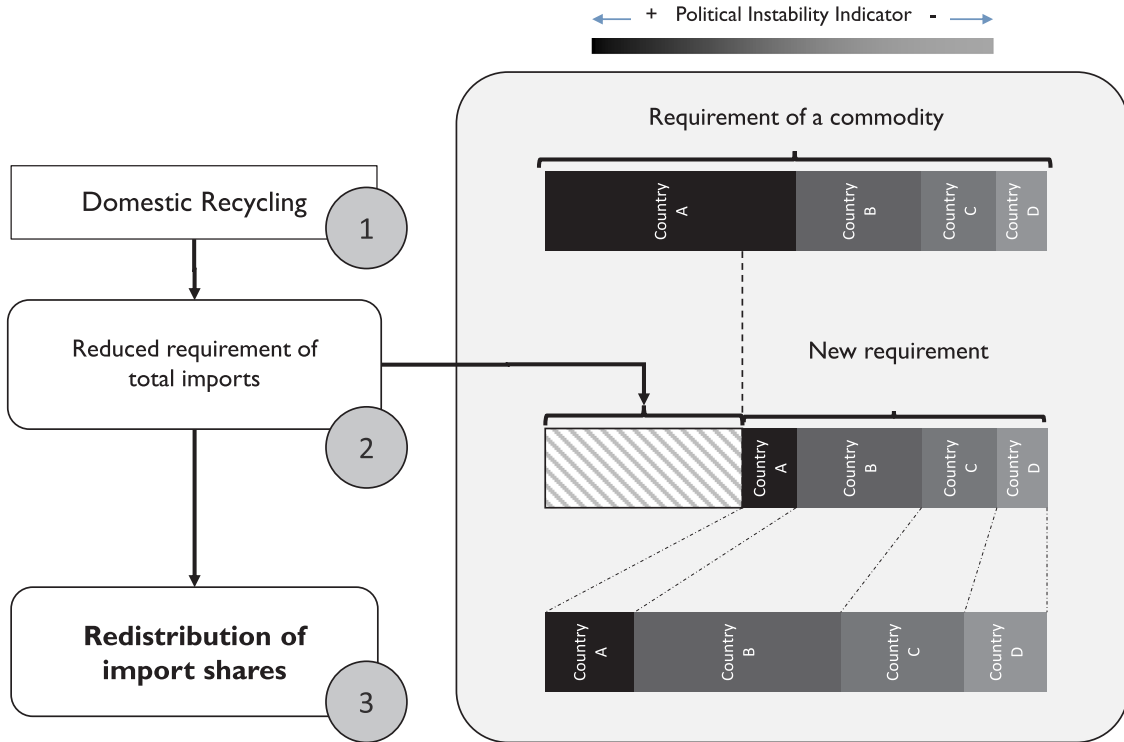 + Political Instability Indicator -
Requirement of a commodity
Country
A
Country
B
Country
C
Country
D
Domestic Recycling
1
Reduced requirement of
total imports
2
New requirement
Country
A
Country
B
Country
C
Country
D
Redistribution of
import shares
3
Country
A
Country
B
Country
C
Country
D